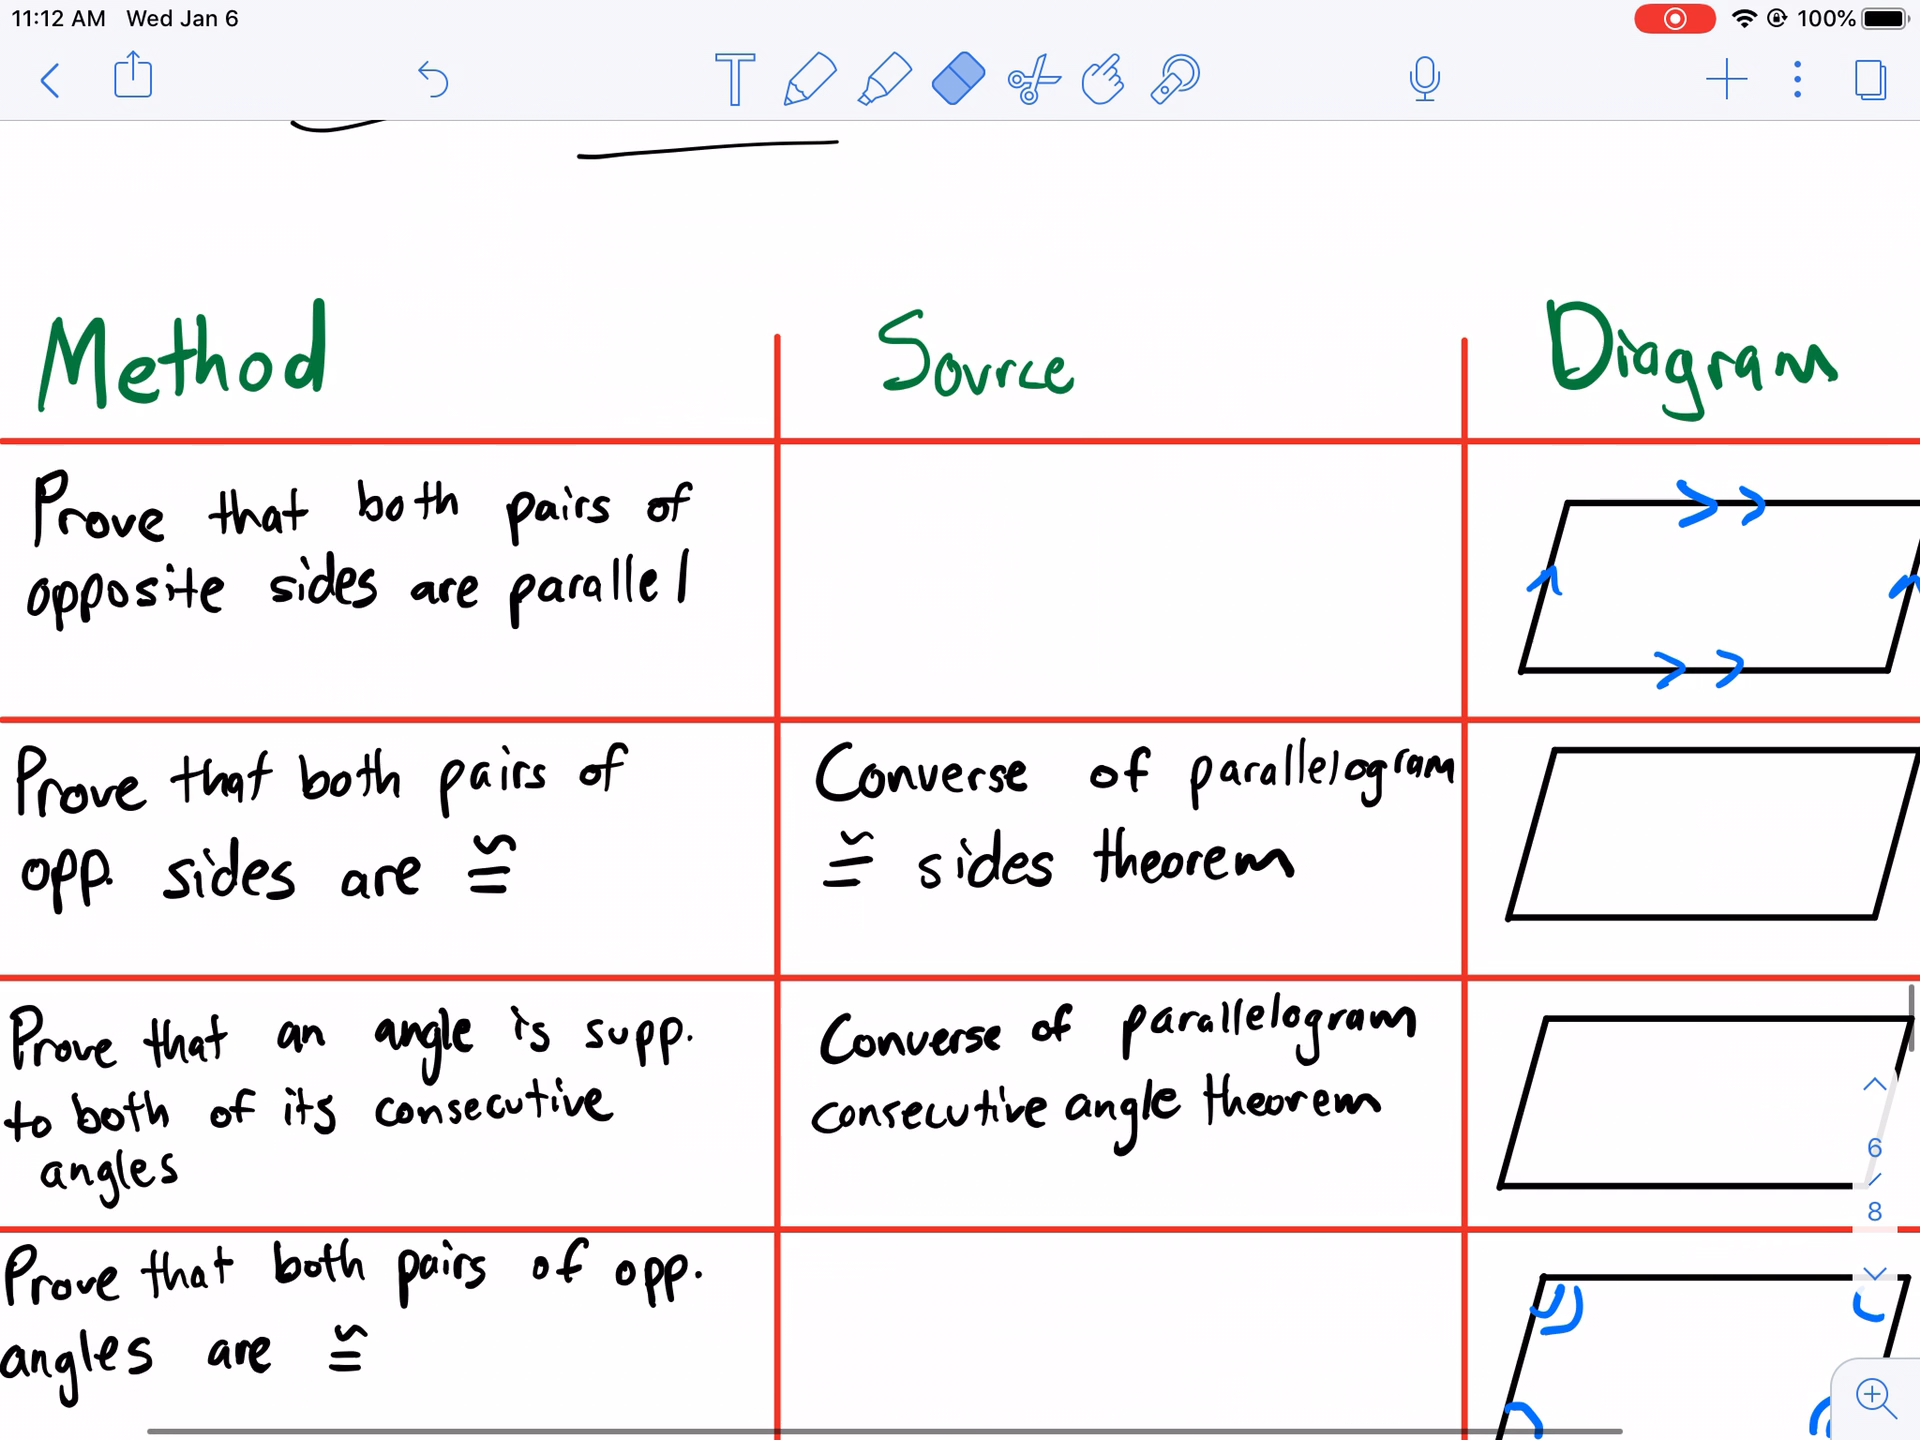 11:12 AM Wed Jan 6
100%
Method
Source
Diagram
Prove that both pairs of
opposite sides are parallel
Prove that both pairs of
opp. sides are ≅
Converse of parallelogram
≅ sides theorem
Prove that an angle is supp.
to both of its consecutive
angles
Converse of parallelogram
consecutive angle theorem
6
/
8
Prove that both pairs of opp.
angles are ≅